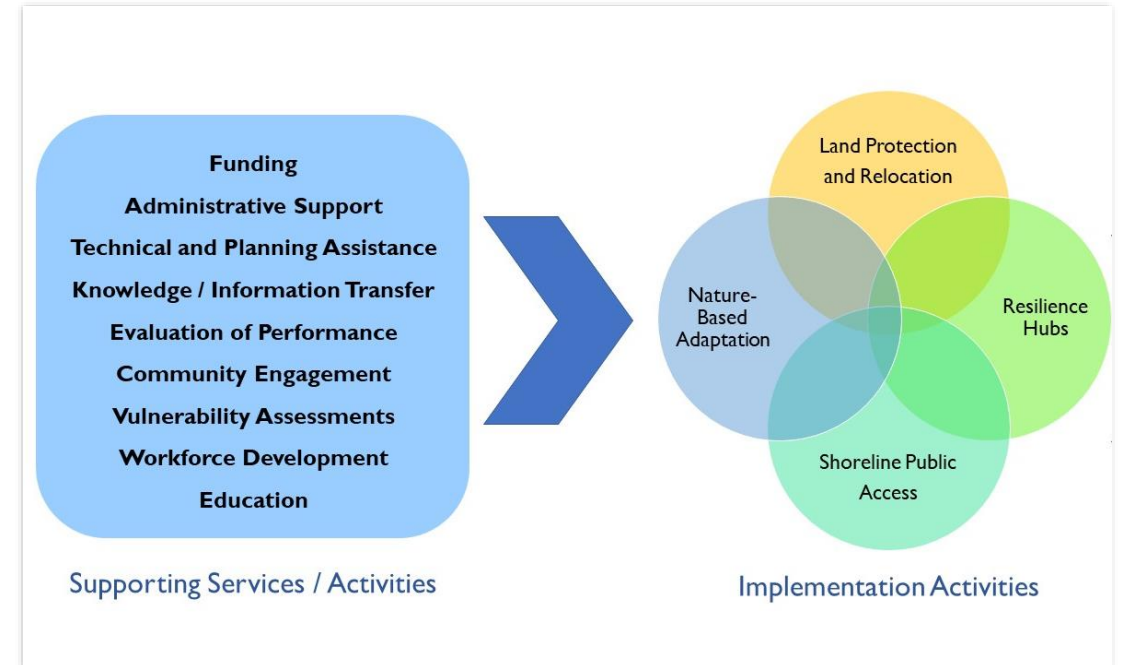 Funding
Administrative Support
Technical and Planning Assistance
Knowledge / Information Transfer
Evaluation of Performance
Community Engagement
Vulnerability Assessments
Workforce Development
Education
Supporting Services / Activities
Land Protection
and Relocation
Nature-
Based
Adaptation
Resilience
Hubs
Shoreline Public
Access
Implementation Activities